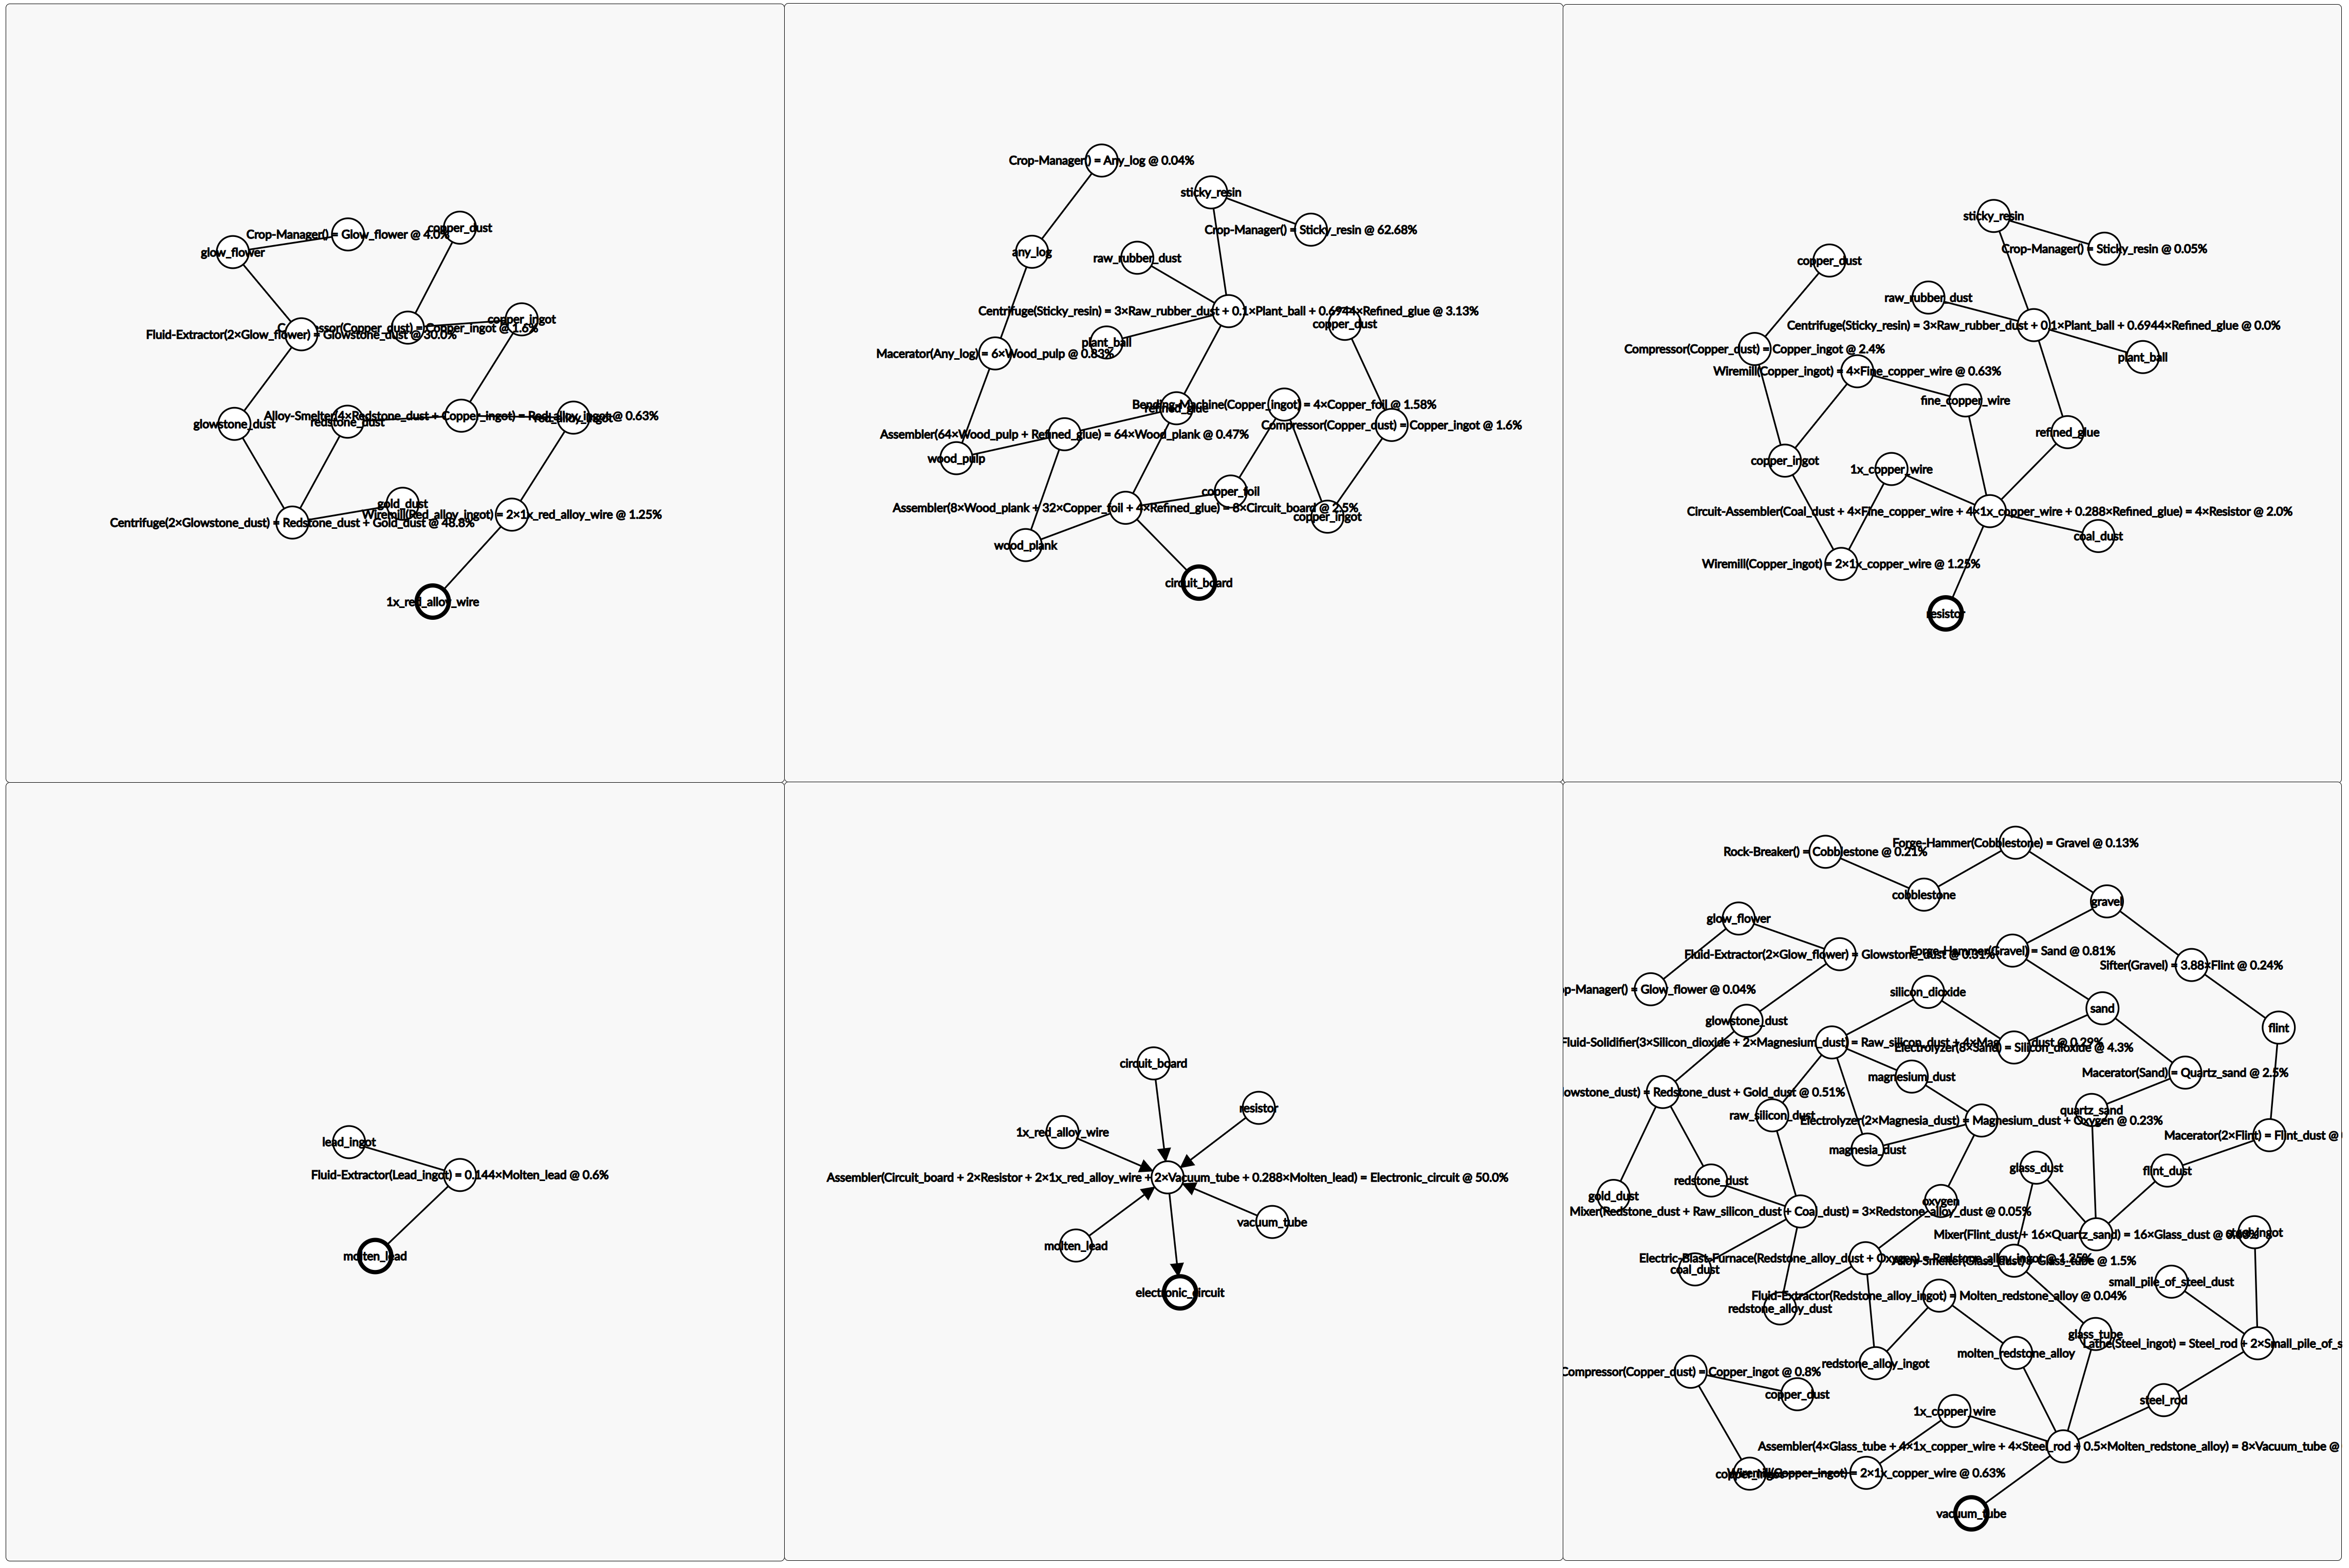 copper_dust
Crop-Manager() = Glow_flower @ 4.0%
glow_flower
copper_ingot
Compressor(Copper_dust) = Copper_ingot @ 1.6%
Fluid-Extractor(2×Glow_flower) = Glowstone_dust @ 30.0%
Alloy-Smelter(4×Redstone_dust + Copper_ingot) = Red_alloy_ingot @ 0.63%
red_alloy_ingot
redstone_dust
glowstone_dust
gold_dust
Wiremill(Red_alloy_ingot) = 2×1x_red_alloy_wire @ 1.25%
Centrifuge(2×Glowstone_dust) = Redstone_dust + Gold_dust @ 48.8%
1x_red_alloy_wire
Crop-Manager() = Any_log @ 0.04%
sticky_resin
Crop-Manager() = Sticky_resin @ 62.68%
any_log
raw_rubber_dust
Centrifuge(Sticky_resin) = 3×Raw_rubber_dust + 0.1×Plant_ball + 0.6944×Refined_glue @ 3.13%
copper_dust
plant_ball
Macerator(Any_log) = 6×Wood_pulp @ 0.83%
Bending-Machine(Copper_ingot) = 4×Copper_foil @ 1.58%
refined_glue
Compressor(Copper_dust) = Copper_ingot @ 1.6%
Assembler(64×Wood_pulp + Refined_glue) = 64×Wood_plank @ 0.47%
wood_pulp
copper_foil
Assembler(8×Wood_plank + 32×Copper_foil + 4×Refined_glue) = 8×Circuit_board @ 2.5%
copper_ingot
wood_plank
circuit_board
sticky_resin
Crop-Manager() = Sticky_resin @ 0.05%
copper_dust
raw_rubber_dust
Centrifuge(Sticky_resin) = 3×Raw_rubber_dust + 0.1×Plant_ball + 0.6944×Refined_glue @ 0.0%
Compressor(Copper_dust) = Copper_ingot @ 2.4%
plant_ball
Wiremill(Copper_ingot) = 4×Fine_copper_wire @ 0.63%
fine_copper_wire
refined_glue
copper_ingot
1x_copper_wire
Circuit-Assembler(Coal_dust + 4×Fine_copper_wire + 4×1x_copper_wire + 0.288×Refined_glue) = 4×Resistor @ 2.0%
coal_dust
Wiremill(Copper_ingot) = 2×1x_copper_wire @ 1.25%
resistor
lead_ingot
Fluid-Extractor(Lead_ingot) = 0.144×Molten_lead @ 0.6%
molten_lead
circuit_board
resistor
1x_red_alloy_wire
Assembler(Circuit_board + 2×Resistor + 2×1x_red_alloy_wire + 2×Vacuum_tube + 0.288×Molten_lead) = Electronic_circuit @ 50.0%
vacuum_tube
molten_lead
electronic_circuit
Forge-Hammer(Cobblestone) = Gravel @ 0.13%
Rock-Breaker() = Cobblestone @ 0.21%
cobblestone
gravel
glow_flower
Forge-Hammer(Gravel) = Sand @ 0.81%
Fluid-Extractor(2×Glow_flower) = Glowstone_dust @ 0.31%
Sifter(Gravel) = 3.88×Flint @ 0.24%
op-Manager() = Glow_flower @ 0.04%
silicon_dioxide
sand
glowstone_dust
flint
Fluid-Solidifier(3×Silicon_dioxide + 2×Magnesium_dust) = Raw_silicon_dust + 4×Magnesia_dust @ 0.29%
Electrolyzer(8×Sand) = Silicon_dioxide @ 4.3%
Macerator(Sand) = Quartz_sand @ 2.5%
magnesium_dust
lowstone_dust) = Redstone_dust + Gold_dust @ 0.51%
quartz_sand
raw_silicon_dust
Electrolyzer(2×Magnesia_dust) = Magnesium_dust + Oxygen @ 0.23%
Macerator(2×Flint) = Flint_dust @
magnesia_dust
glass_dust
flint_dust
redstone_dust
gold_dust
oxygen
Mixer(Redstone_dust + Raw_silicon_dust + Coal_dust) = 3×Redstone_alloy_dust @ 0.05%
steel_ingot
Mixer(Flint_dust + 16×Quartz_sand) = 16×Glass_dust @
Electric-Blast-Furnace(Redstone_alloy_dust + Oxygen) = Redstone_alloy_ingot @ 1.25%
Alloy-Smelter(Glass_dust) = Glass_tube @ 1.5%
coal_dust
small_pile_of_steel_dust
Fluid-Extractor(Redstone_alloy_ingot) = Molten_redstone_alloy @ 0.04%
redstone_alloy_dust
glass_tube
Lathe(Steel_ingot) = Steel_rod + 2×Small_pile_of_s
molten_redstone_alloy
redstone_alloy_ingot
Compressor(Copper_dust) = Copper_ingot @ 0.8%
copper_dust
steel_rod
1x_copper_wire
Assembler(4×Glass_tube + 4×1x_copper_wire + 4×Steel_rod + 0.5×Molten_redstone_alloy) = 8×Vacuum_tube @
copper_ingot
Wiremill(Copper_ingot) = 2×1x_copper_wire @ 0.63%
vacuum_tube